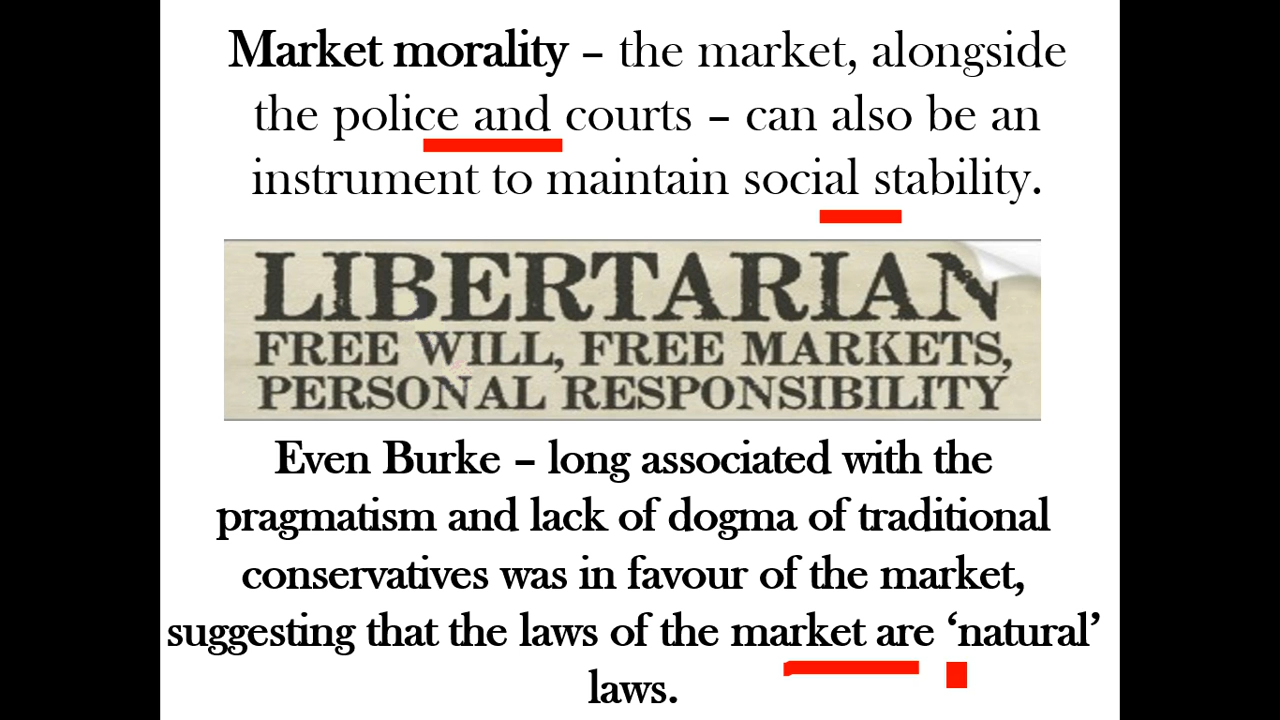 Market morality – the market, alongside
the police and courts – can also be an
instrument to maintain social stability.
LIBERTARIAN
FREE WILL, FREE MARKETS,
PERSONAL RESPONSIBILITY
Even Burke – long associated with the
pragmatism and lack of dogma of traditional
conservatives was in favour of the market,
suggesting that the laws of the market are ‘natural’
laws.